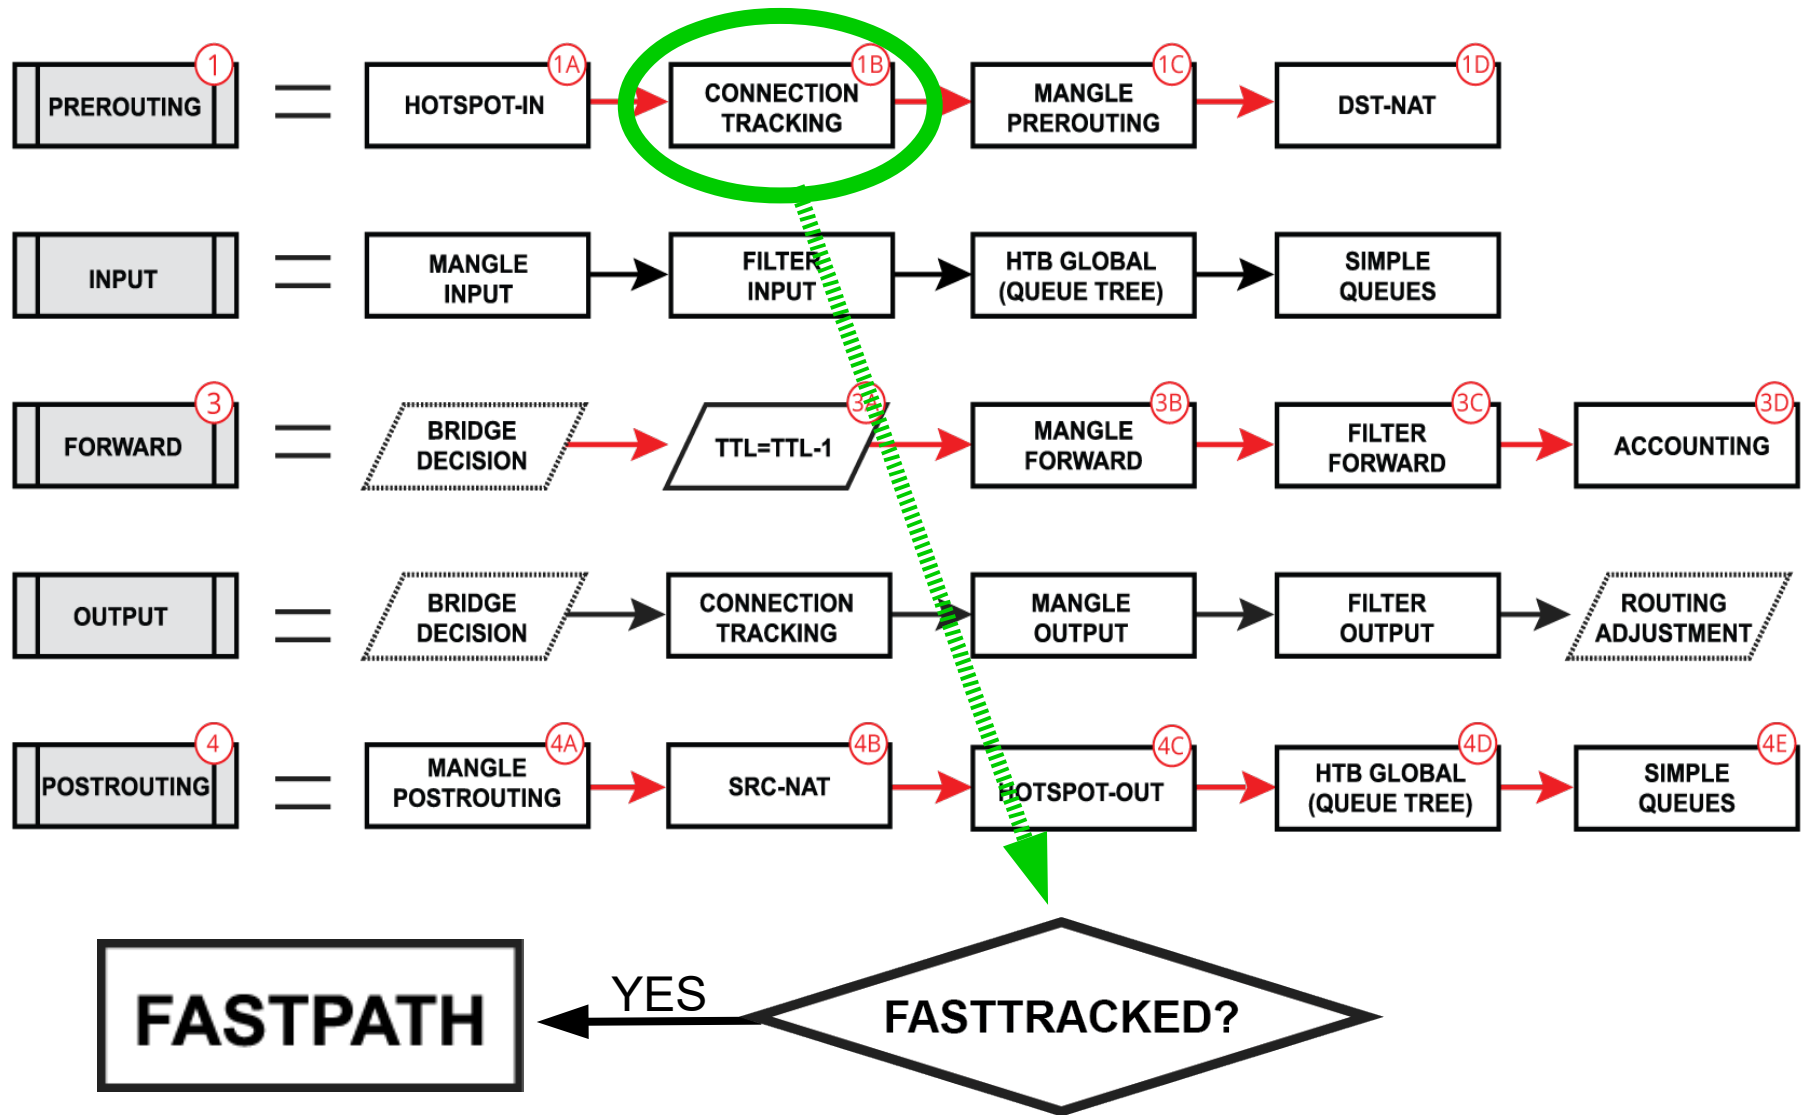 1
PREROUTING
=
1A
HOTSPOT-IN
1B
CONNECTION
TRACKING
1C
MANGLE
PREROUTING
1D
DST-NAT
INPUT
=
MANGLE
INPUT
FILTER
INPUT
HTB GLOBAL
(QUEUE TREE)
SIMPLE
QUEUES
3
FORWARD
=
BRIDGE
DECISION
3A
TTL=TTL-1
3B
MANGLE
FORWARD
3C
FILTER
FORWARD
3D
ACCOUNTING
OUTPUT
=
BRIDGE
DECISION
CONNECTION
TRACKING
MANGLE
OUTPUT
FILTER
OUTPUT
ROUTING
ADJUSTMENT
4
POSTROUTING
=
4A
MANGLE
POSTROUTING
4B
SRC-NAT
4C
HOTSPOT-OUT
4D
HTB GLOBAL
(QUEUE TREE)
4E
SIMPLE
QUEUES
FASTPATH
YES
FASTTRACKED?